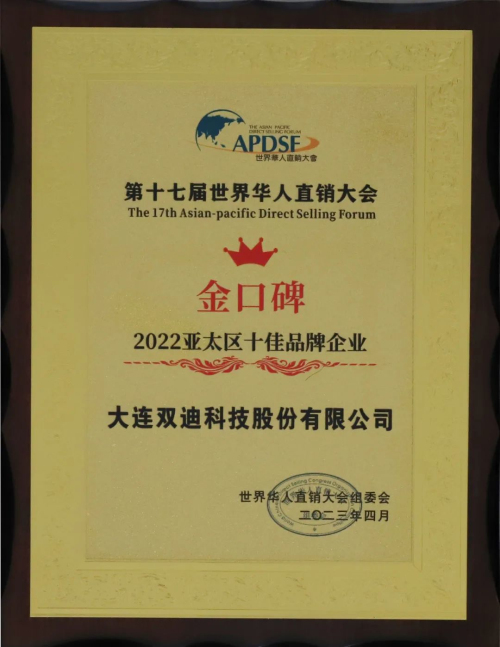 THE ASIAN PACIFIC
DIRECT SELLING FORUM
APDSF
世界華人直銷大會
第十七届世界华人直销大会
The 17th Asian-pacific Direct Selling Forum
金口碑
2022亚太区十佳品牌企业
大连双迪科技股份有限公司
世界华人直销大会组委会
二〇二三年四月